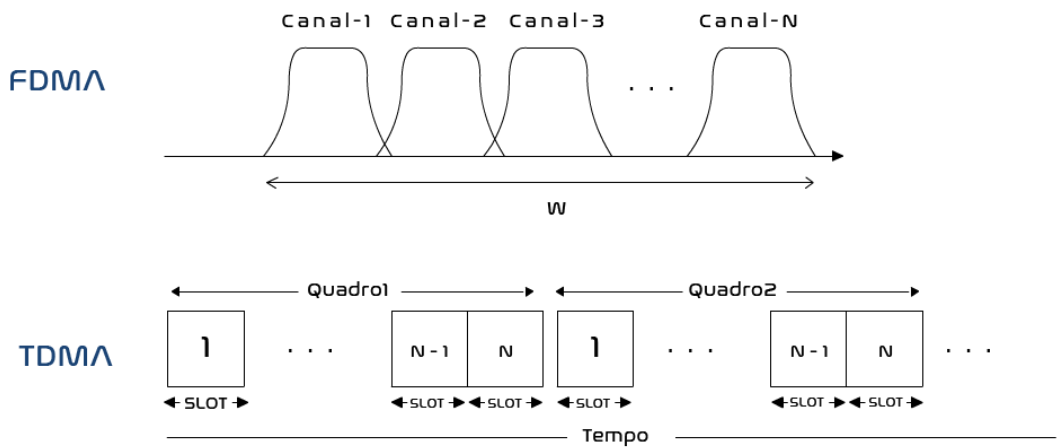 Canal-1 Canal-2 Canal-3 Canal-N
FDMA
. . .
W
Quadro1 Quadro2
TDMA
1 . . . N-1 N 1 . . . N-1 N . . .
SLOT SLOT SLOT SLOT SLOT SLOT
Tempo